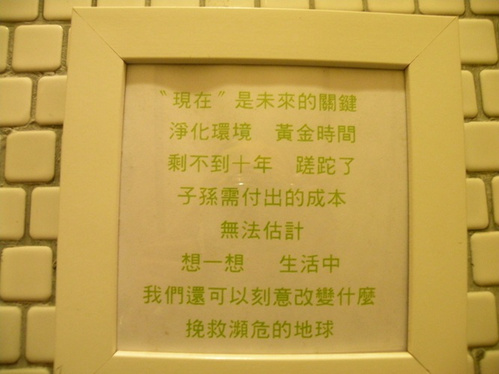 〝現在〞是未來的關鍵
淨化環境　黃金時間
剩不到十年　蹉跎了
子孫需付出的成本
無法估計
想一想　生活中
我們還可以刻意改變什麼
挽救瀕危的地球